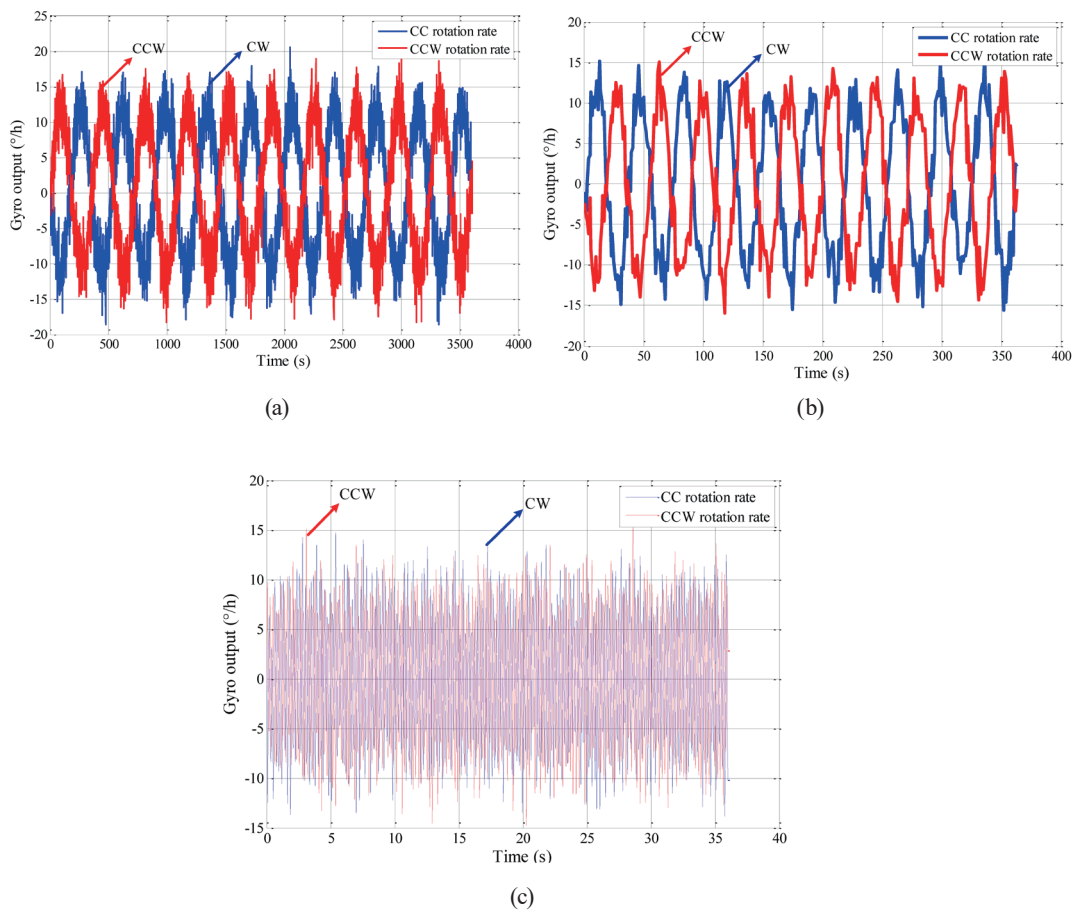 25
20
15
10
5
0
-5
-10
-15
-20
Gyro output (°/h)
CCW
CW
CC rotation rate
CCW rotation rate
0 500 1000 1500 2000 2500 3000 3500 4000
Time (s)
(a)
20
15
10
5
0
-5
-10
-15
-20
Gyro output (°/h)
CCW
CW
CC rotation rate
CCW rotation rate
0 50 100 150 200 250 300 350 400
Time (s)
(b)
20
15
10
5
0
-5
-10
-15
Gyro output (°/h)
CCW
CW
CC rotation rate
CCW rotation rate
0 5 10 15 20 25 30 35 40
Time (s)
(c)